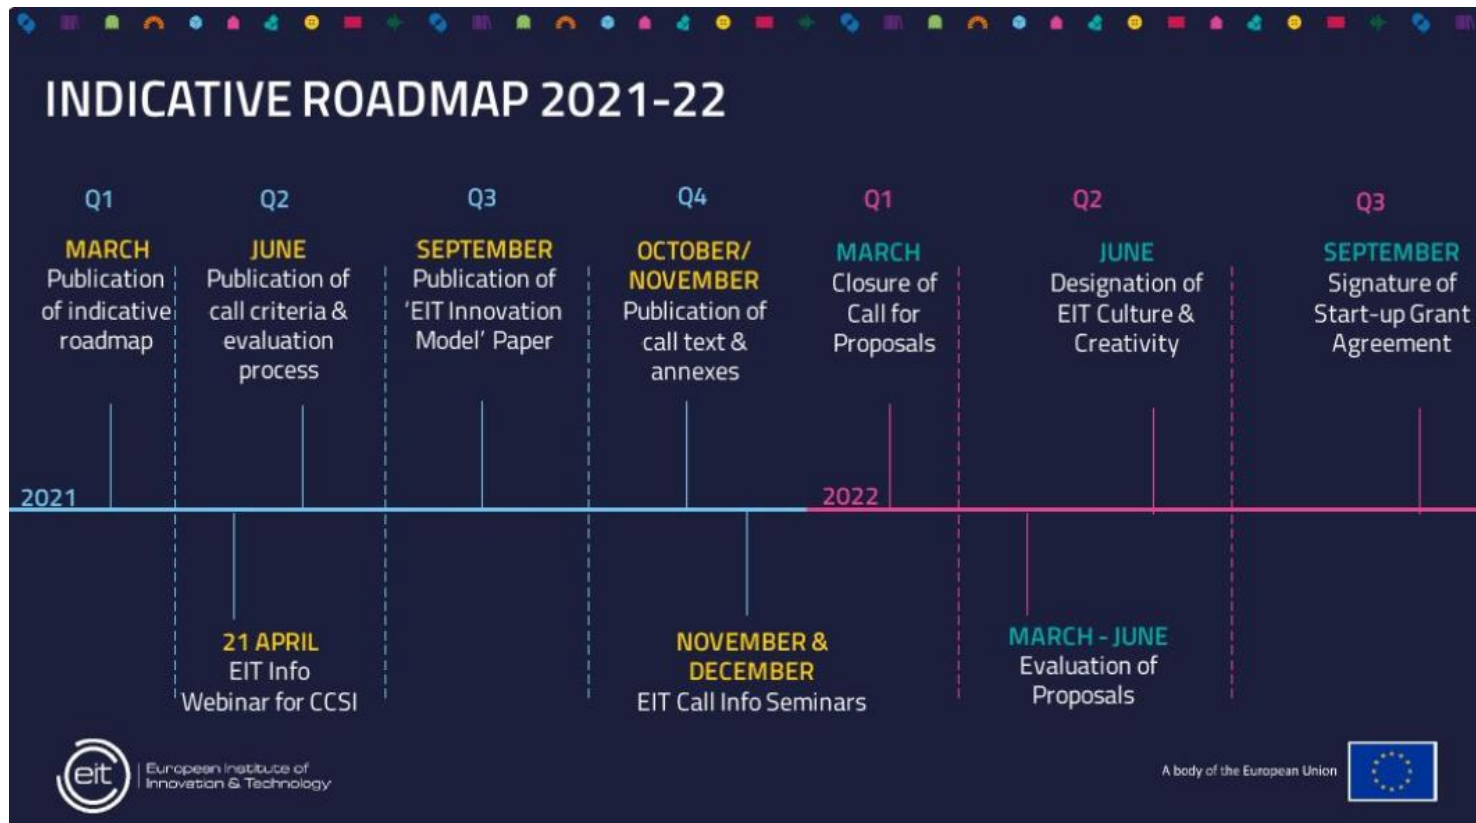 INDICATIVE ROADMAP 2021-22
Q1
MARCH
Publication
of indicative
roadmap
Q2
JUNE
Publication of
call criteria &
evaluation
process
Q3
SEPTEMBER
Publication of
‘EIT Innovation
Model’ Paper
Q4
OCTOBER/
NOVEMBER
Publication of
call text &
annexes
Q1
MARCH
Closure of
Call for
Proposals
Q2
JUNE
Designation of
EIT Culture &
Creativity
Q3
SEPTEMBER
Signature of
Start-up Grant
Agreement
2021
2022
21 APRIL
EIT Info
Webinar for CCSI
NOVEMBER &
DECEMBER
EIT Call Info Seminars
MARCH - JUNE
Evaluation of
Proposals
eit
European Institute of
Innovation & Technology
A body of the European Union